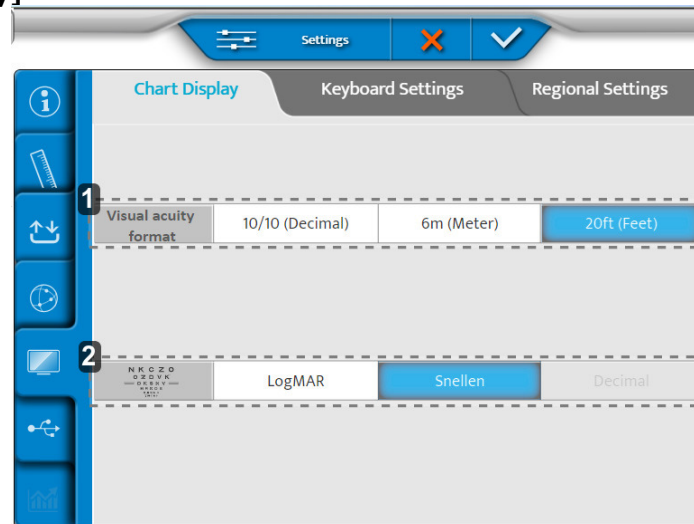 Settings
Chart Display Keyboard Settings Regional Settings
1
Visual acuity
format
10/10 (Decimal) 6m (Meter) 20ft (Feet)
2
N K C Z O
O Z D V K
LogMAR Snellen Decimal